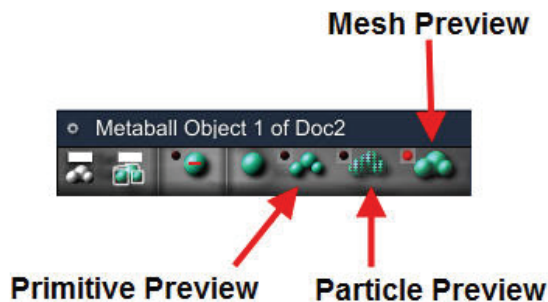 Mesh Preview
Metaball Object 1 of Doc2
Primitive Preview
Particle Preview